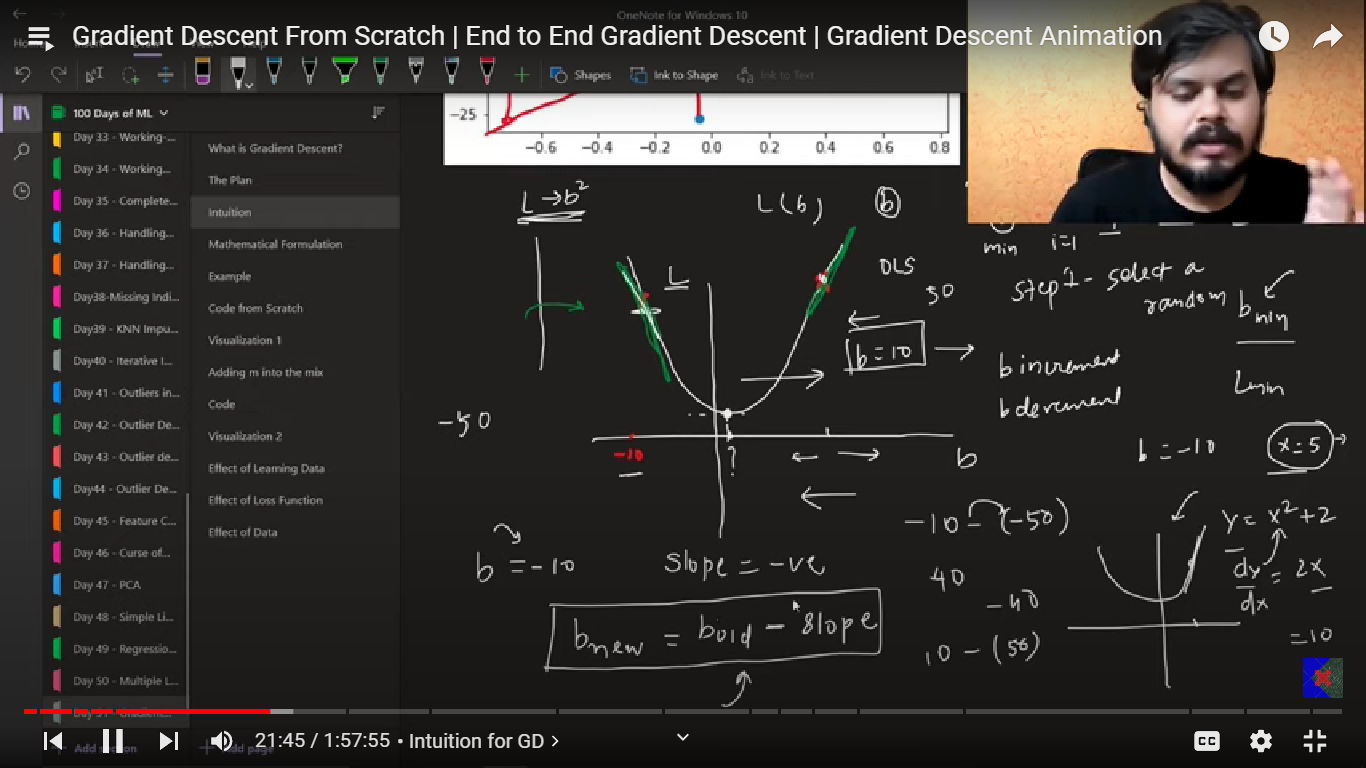 OneNote for Windows 10
Gradient Descent From Scratch | End to End Gradient Descent | Gradient Descent Animation
Shapes
Ink to Shape
Ink to Text
100 Days of ML
Day 33 - Working-...
Day 34 - Working...
Day 35 - Complete...
Day 36 - Handling...
Day 37 - Handling...
Day38-Missing Indi...
Day39 - KNN Impu...
Day40 - Iterative I...
Day 41 - Outliers in...
Day 42 - Outlier De...
Day 43 - Outlier de...
Day44 - Outlier De...
Day 45 - Feature C...
Day 46 - Curse of...
Day 47 - PCA
Day 48 - Simple Li...
Day 49 - Regressio...
Day 50 - Multiple L...
Day 51 - Gradient...
Add section
What is Gradient Descent?
The Plan
Intuition
Mathematical Formulation
Example
Code from Scratch
Visualization 1
Adding m into the mix
Code
Visualization 2
Effect of Learning Data
Effect of Loss Function
Effect of Data
Add page
-25
-0.6 -0.4 -0.2 0.0 0.2 0.4 0.6 0.8
L → b²
L(b) b
L
OLS
50
b = 10
-50
-10
?
b
min i=1
step 1 - select a
random b min
b increment
b decrement
Lmin
b = -10 x = 5
b = -10
slope = -ve
b new = b old - slope
-10 - (-50)
40
-40
10 - (50)
y = x² + 2
dy/dx = 2x
= 10
21:45 / 1:57:55 • Intuition for GD >
CC